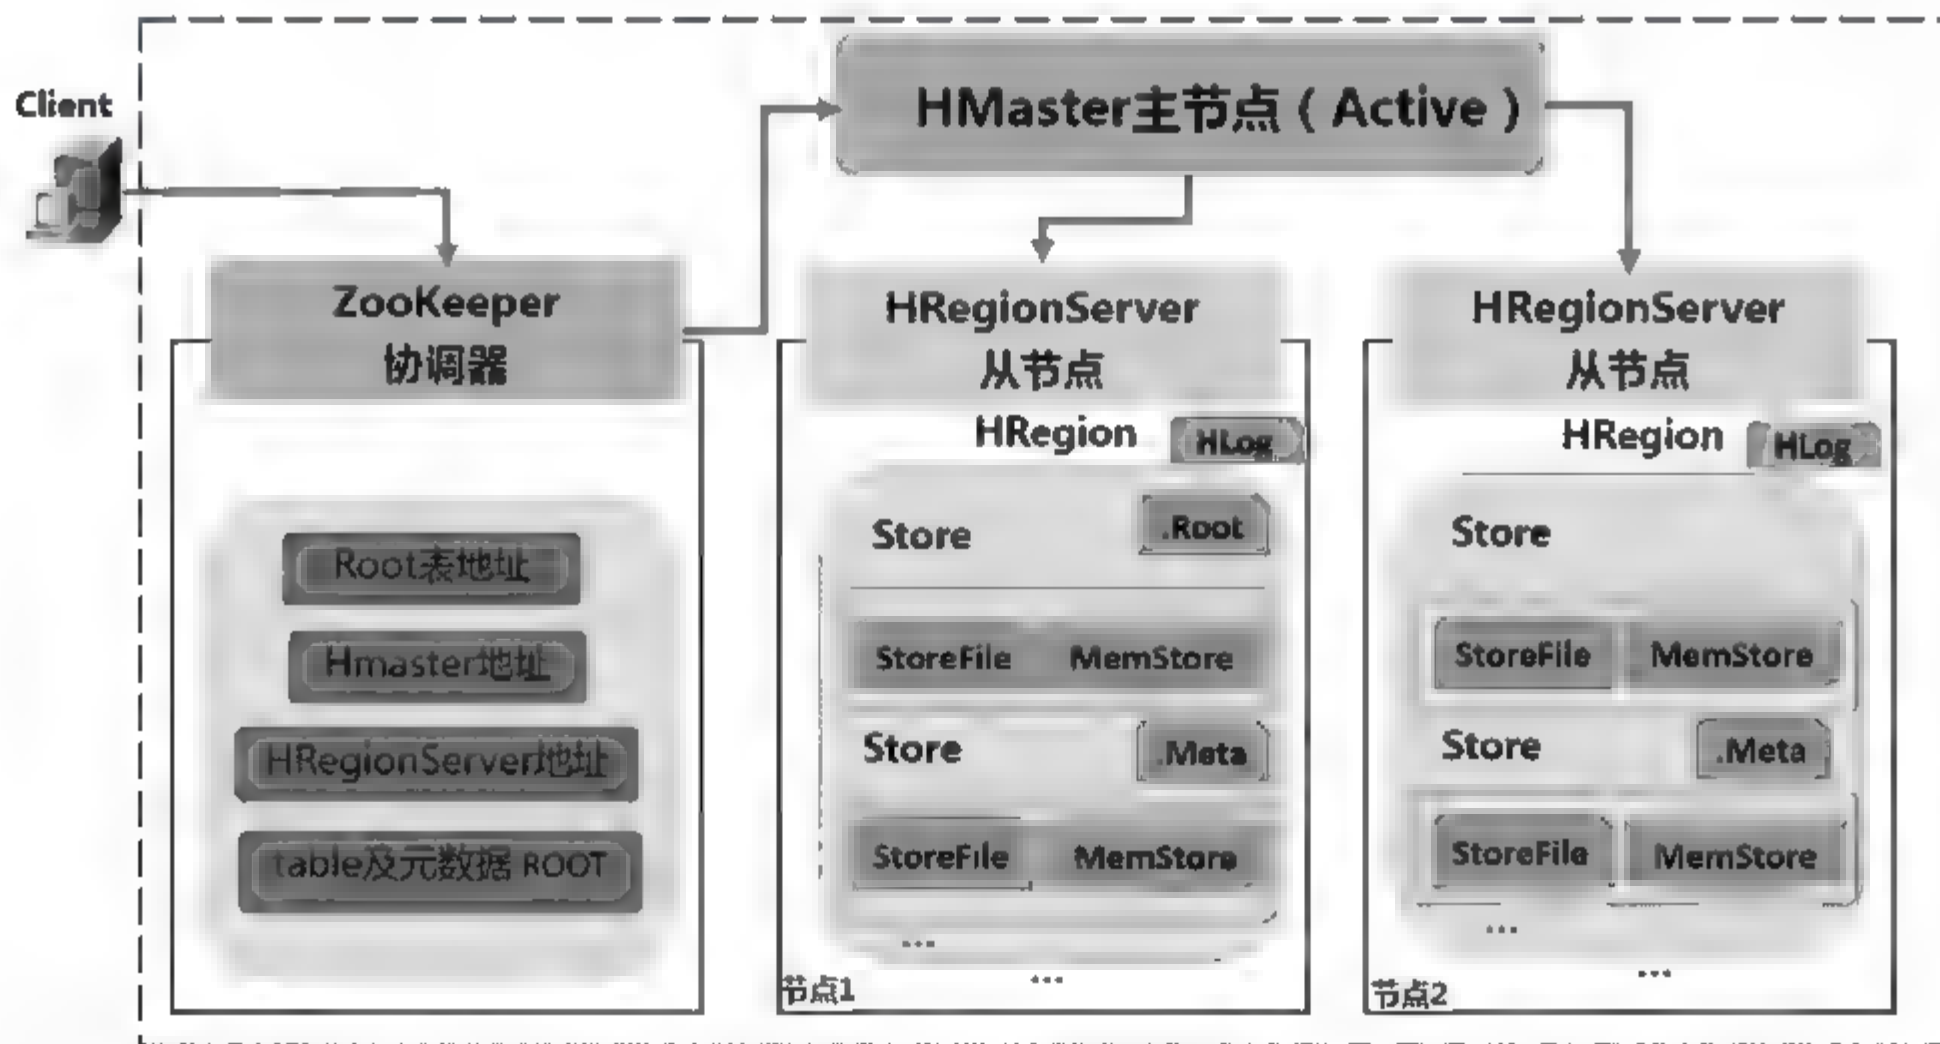 Client
HMaster主节点（Active）
ZooKeeper
协调器
Root表地址
Hmaster地址
HRegionServer地址
table及元数据 ROOT
HRegionServer
从节点
HRegion
HLog
Store
.Root
StoreFile
MemStore
Store
.Meta
StoreFile
MemStore
...
...
节点1
HRegionServer
从节点
HRegion
HLog
Store
StoreFile
MemStore
Store
.Meta
StoreFile
MemStore
...
...
节点2